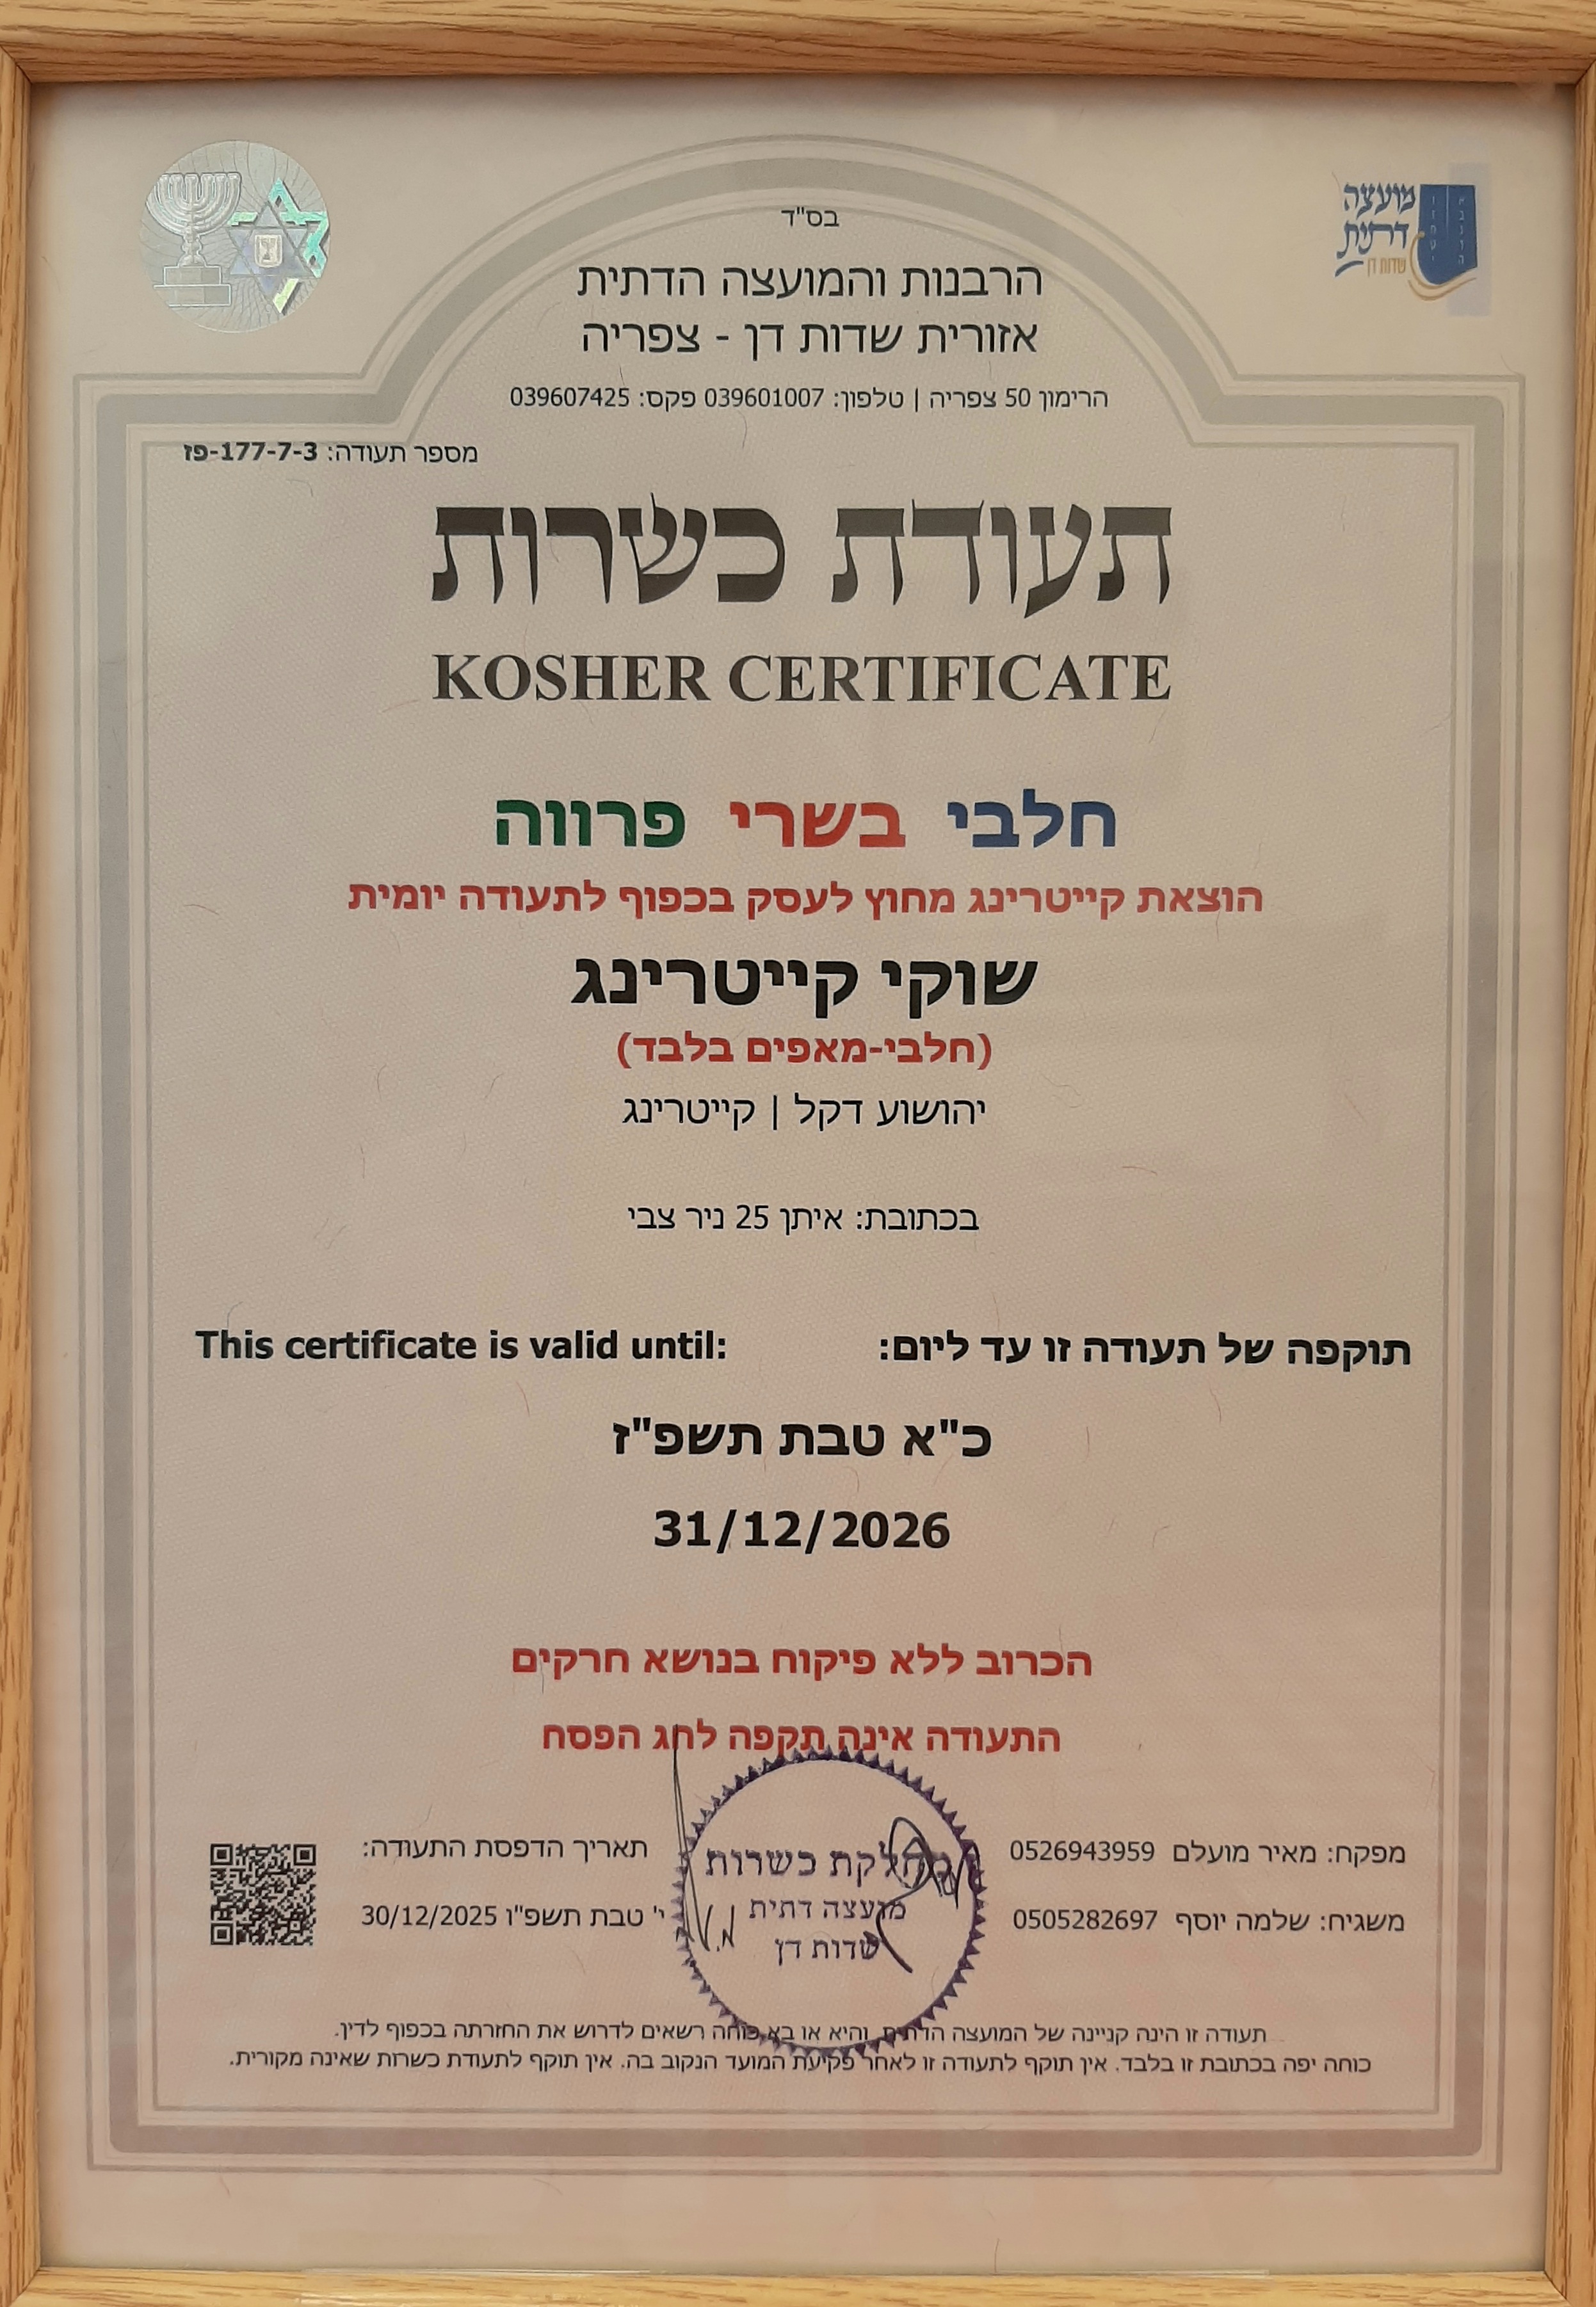 בס"ד
מועצה
דתית
שדות דן
הרבנות והמועצה הדתית
אזורית שדות דן - צפריה
הרימון 50 צפריה | טלפון: 039601007 פקס: 039607425
מספר תעודה: 177-7-3-פז
תעודת כשרות
KOSHER CERTIFICATE
חלבי בשרי פרווה
הוצאת קייטרינג מחוץ לעסק בכפוף לתעודה יומית
שוקי קייטרינג
(חלבי-מאפים בלבד)
יהושוע דקל | קייטרינג
בכתובת: איתן 25 ניר צבי
תוקפה של תעודה זו עד ליום:
This certificate is valid until:
כ"א טבת תשפ"ז
31/12/2026
הכרוב ללא פיקוח בנושא חרקים
התעודה אינה תקפה לחג הפסח
מפקח: מאיר מועלם 0526943959
משגיח: שלמה יוסף 0505282697
מחלקת כשרות
מועצה דתית
שדות דן
תאריך הדפסת התעודה:
י' טבת תשפ"ו 30/12/2025
תעודה זו הינה קניינה של המועצה הדתית, והיא או בא כוחה רשאים לדרוש את החזרתה בכפוף לדין.
כוחה יפה בכתובת זו בלבד. אין תוקף לתעודה זו לאחר פקיעת המועד הנקוב בה. אין תוקף לתעודת כשרות שאינה מקורית.